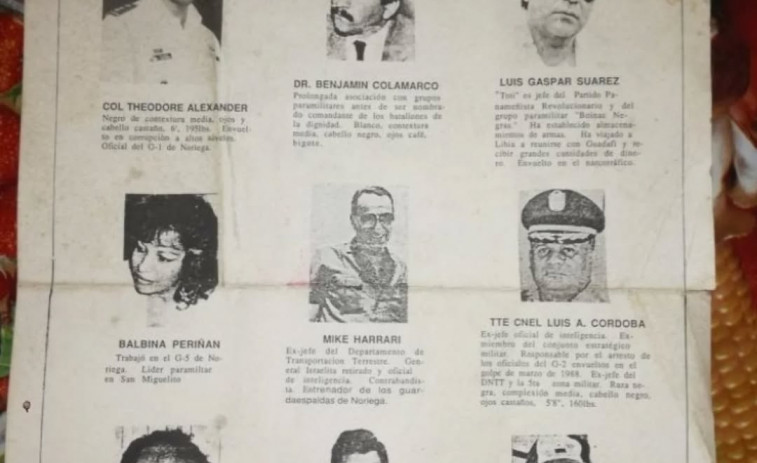 COL THEODORE ALEXANDER
Negro de contextura media, ojos y
cabello castaño, 6', 195lbs. Envuel-
to en corrupción a altos niveles.
Oficial del G-1 de Noriega.
DR. BENJAMIN COLAMARCO
Prolongada asociación con grupos
paramilitares antes de ser nombra-
do comandante de los batallones de
la dignidad. Blanco, contextura
media, cabello negro, ojos café,
bigote.
LUIS GASPAR SUAREZ
es jefe del Partido Pa-
nameñista Revolucionario y del
grupo paramilitar "Boinas Ne-
gras." Ha establecido almacena-
mientos de armas. Ha viajado a
Libia a reunirse con Guadafi y re-
cibir grandes cantidades de dine-
ro. Envuelto en el narcotráfico.
BALBINA PERIÑAN
Trabajó en el G-5 de No-
riega. Lider paramiltar
en San Miguelito
MIKE HARRARI
Ex-jefe del Departamento de
Transportacion Terrestre. Gen-
eral Israelita retirado y oficial
de inteligencia. Contrabandis-
ta. Entrenador de los guar-
daespaldas de Noriega.
TTE CNEL LUIS A. CORDOBA
Ex-jefe oficial de inteligencia. Ex-
miembro del conjunto estratégico
militar. Responsable por el arresto de
los oficiales del G-2 envueltos en el
golpe de marzo de 1988. Ex-jefe del
DNTT y la 5ta zona militar. Raza ne-
gra, complexión media, cabello negro,
ojos castaños, 5'8", 160lbs.